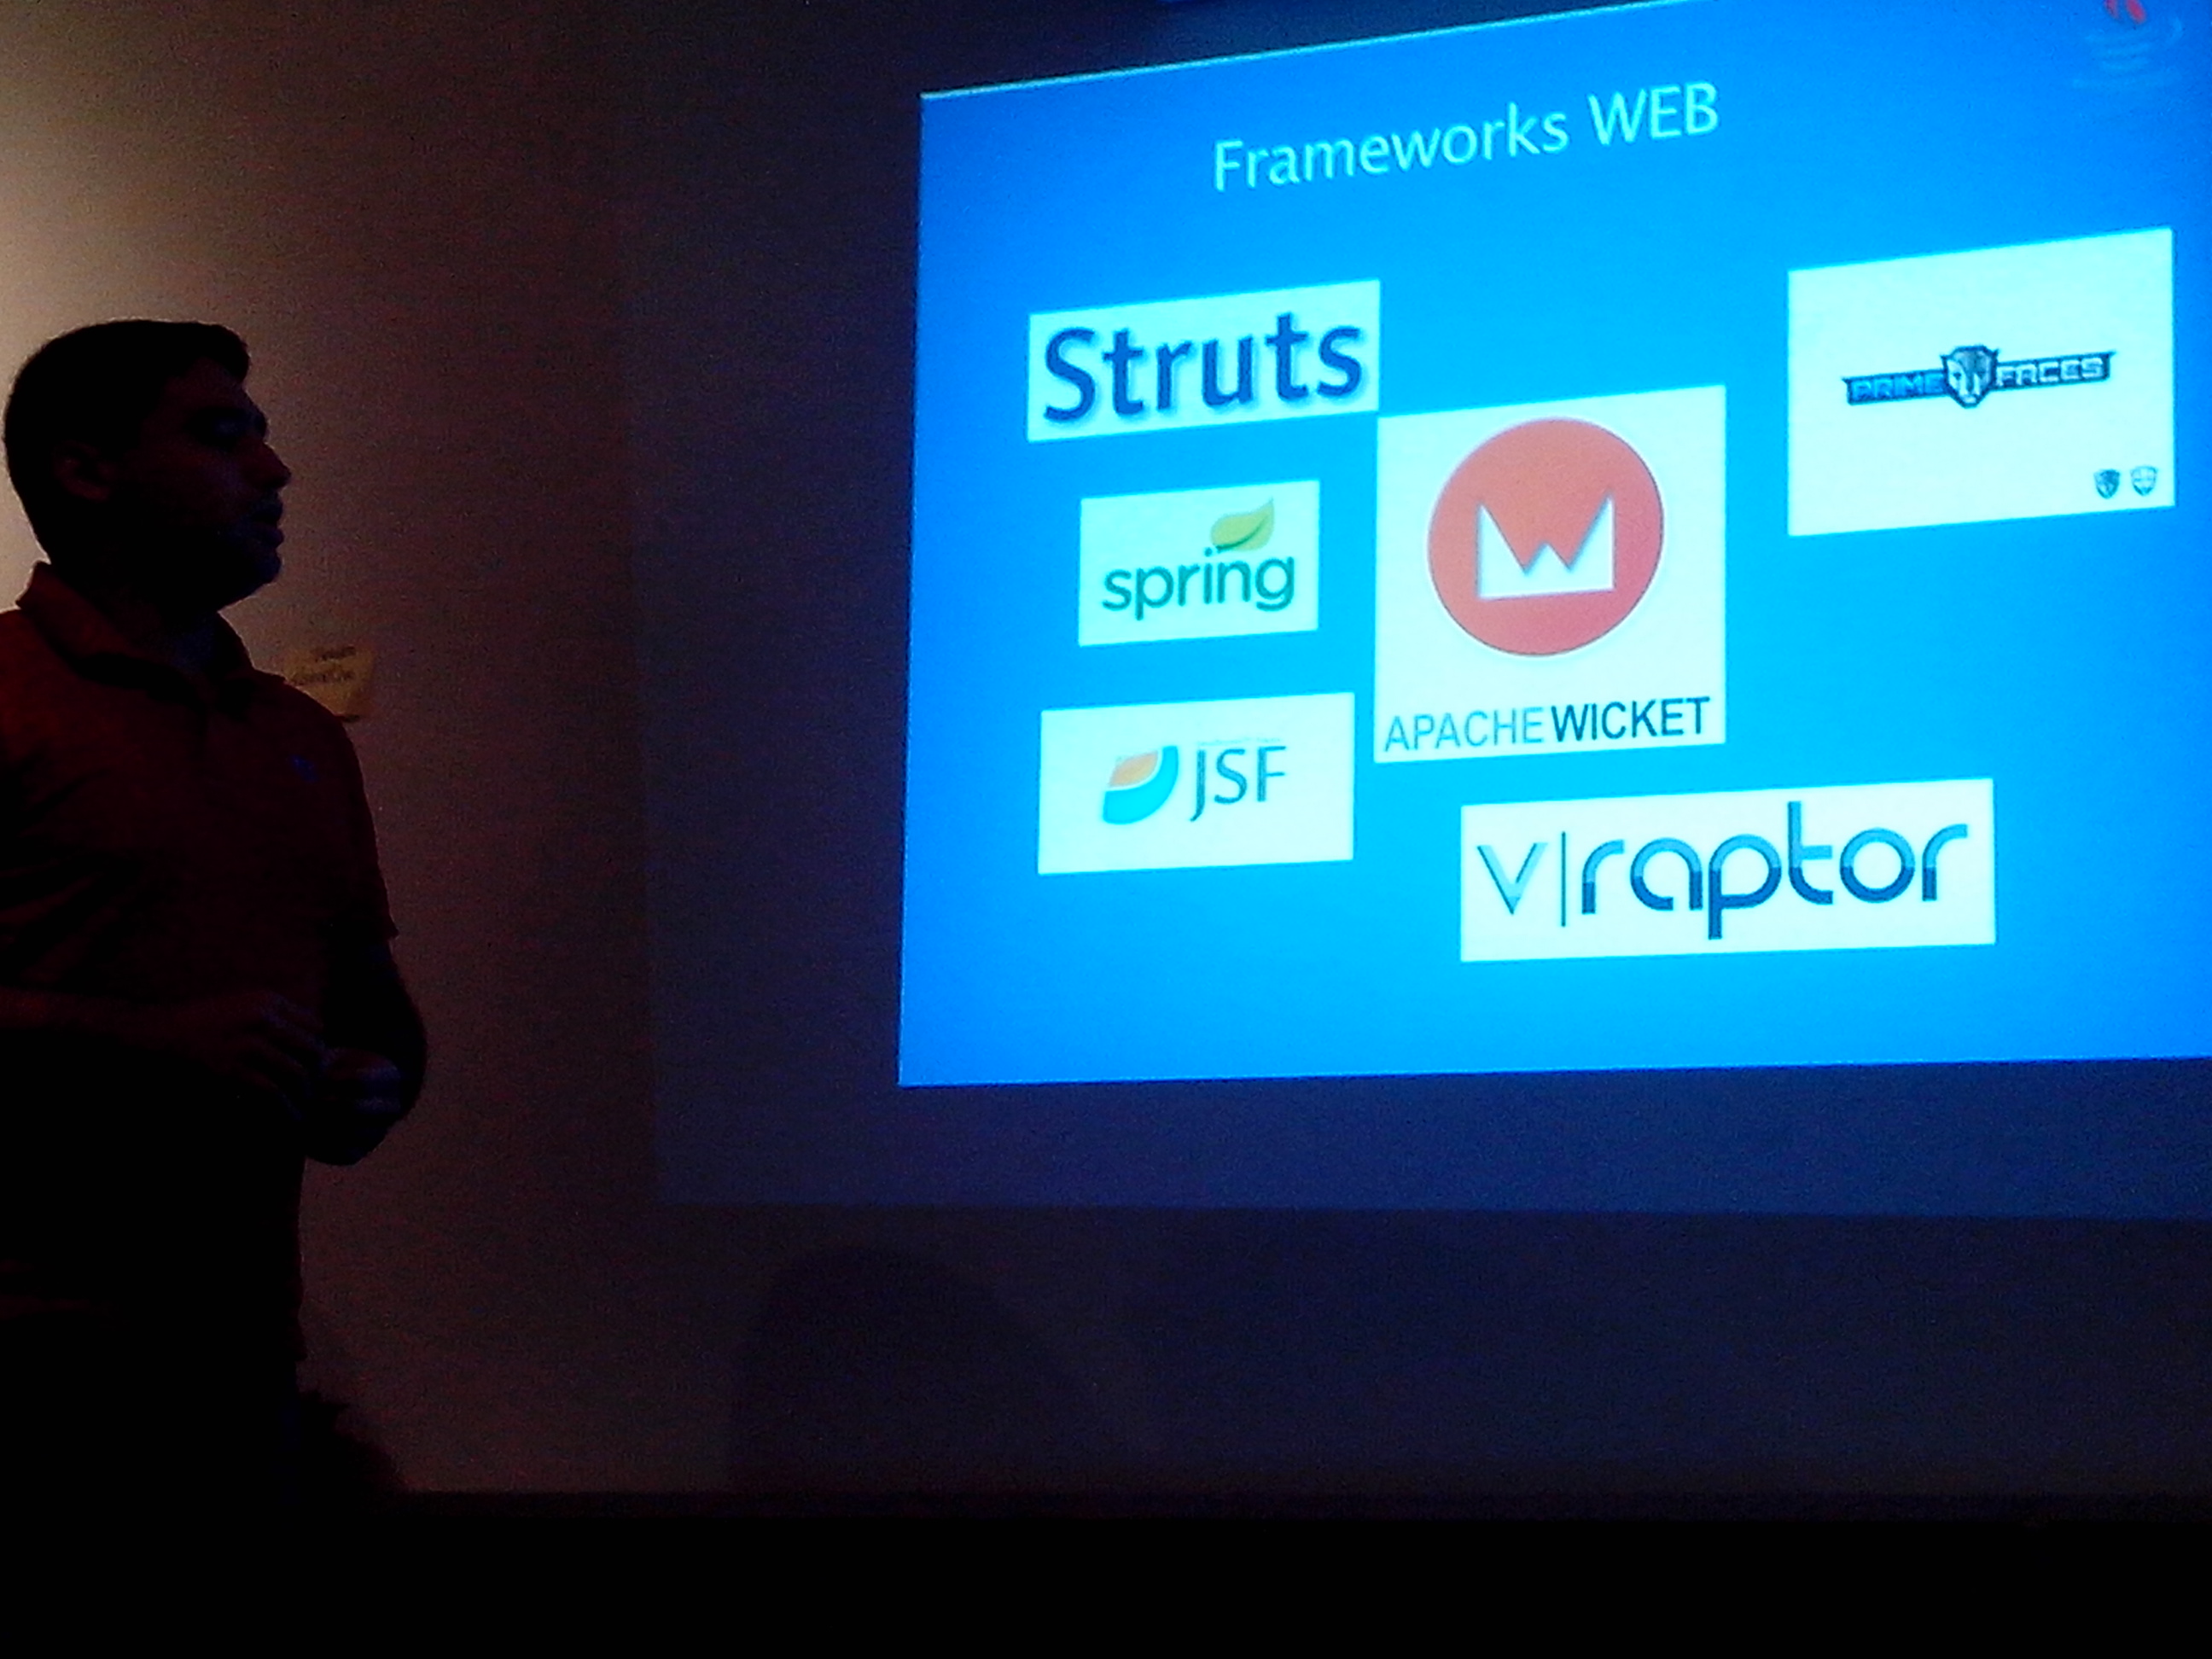 Frameworks WEB
Struts
PRIME FACES
spring
APACHE WICKET
JSF
V|raptor